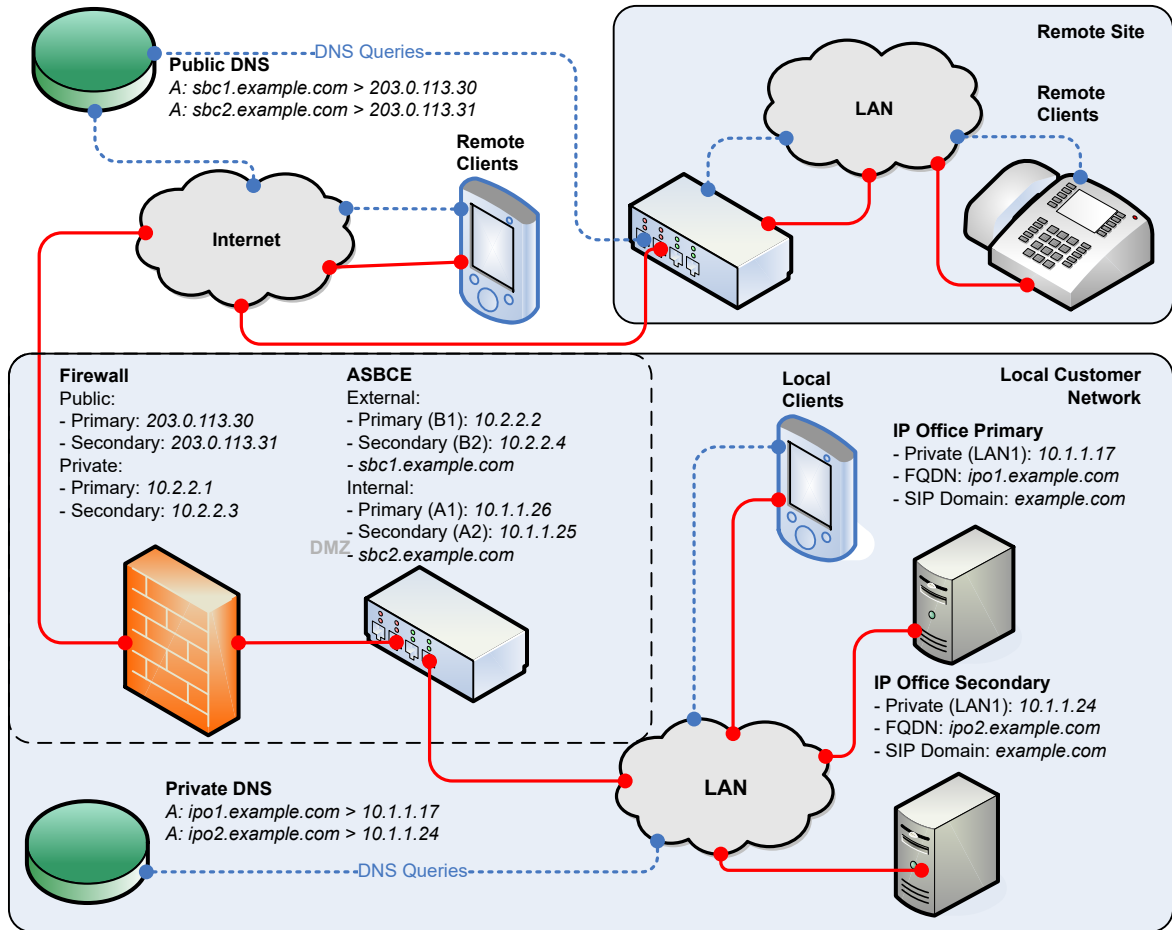 DNS Queries
Public DNS
A: sbc1.example.com > 203.0.113.30
A: sbc2.example.com > 203.0.113.31
Remote
Clients
Internet
Remote Site
LAN
Remote
Clients
Firewall
Public:
- Primary: 203.0.113.30
- Secondary: 203.0.113.31
Private:
- Primary: 10.2.2.1
- Secondary: 10.2.2.3
ASBCE
External:
- Primary (B1): 10.2.2.2
- Secondary (B2): 10.2.2.4
- sbc1.example.com
Internal:
- Primary (A1): 10.1.1.26
- Secondary (A2): 10.1.1.25
- sbc2.example.com
DMZ
Local
Clients
Local Customer
Network
IP Office Primary
- Private (LAN1): 10.1.1.17
- FQDN: ipo1.example.com
- SIP Domain: example.com
IP Office Secondary
- Private (LAN1): 10.1.1.24
- FQDN: ipo2.example.com
- SIP Domain: example.com
LAN
Private DNS
A: ipo1.example.com > 10.1.1.17
A: ipo2.example.com > 10.1.1.24
DNS Queries